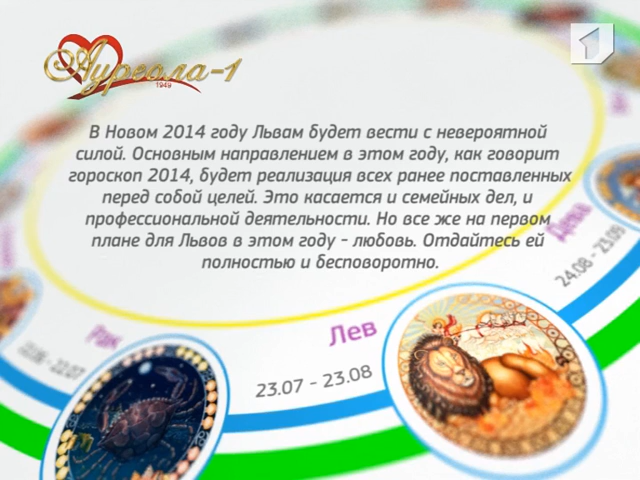 Ауреола-1
1949
1
В Новом 2014 году Львам будет вести с невероятной
силой. Основным направлением в этом году, как говорит
гороскоп 2014, будет реализация всех ранее поставленных
перед собой целей. Это касается и семейных дел, и
профессиональной деятельности. Но все же на первом
плане для Львов в этом году - любовь. Отдайтесь ей
полностью и бесповоротно.
Дева
24.08 - 23.09
Лев
23.07 - 23.08
Рак
- 22.07